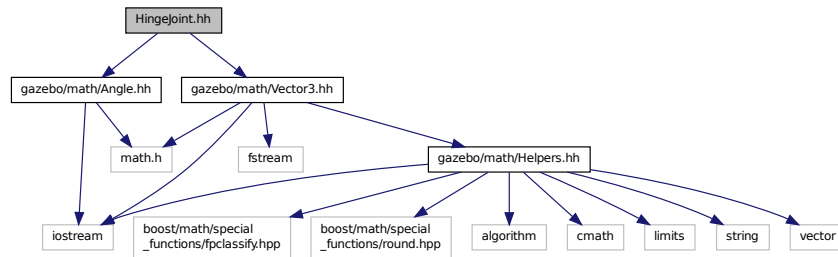 HingeJoint.hh
gazebo/math/Angle.hh
gazebo/math/Vector3.hh
math.h
fstream
gazebo/math/Helpers.hh
iostream
boost/math/special
_functions/fpclassify.hpp
boost/math/special
_functions/round.hpp
algorithm
cmath
limits
string
vector